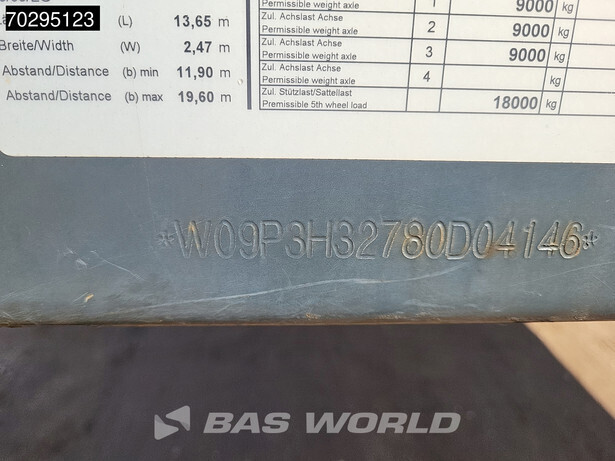 70295123
(L) 13,65 m
Breite/Width (W) 2,47 m
Abstand/Distance (b) min 11,90 m
Abstand/Distance (b) max 19,60 m
Permissible weight axle 1 9000 kg
Zul. Achslast Achse
Permissible weight axle 2 9000 kg
Zul. Achslast Achse
Permissible weight axle 3 9000 kg
Zul. Achslast Achse
Permissible weight axle 4 kg
Zul. Stützlast/Sattellast
Premissible 5th wheel load 18000 kg
*W09P3H32780D04146*
BAS WORLD